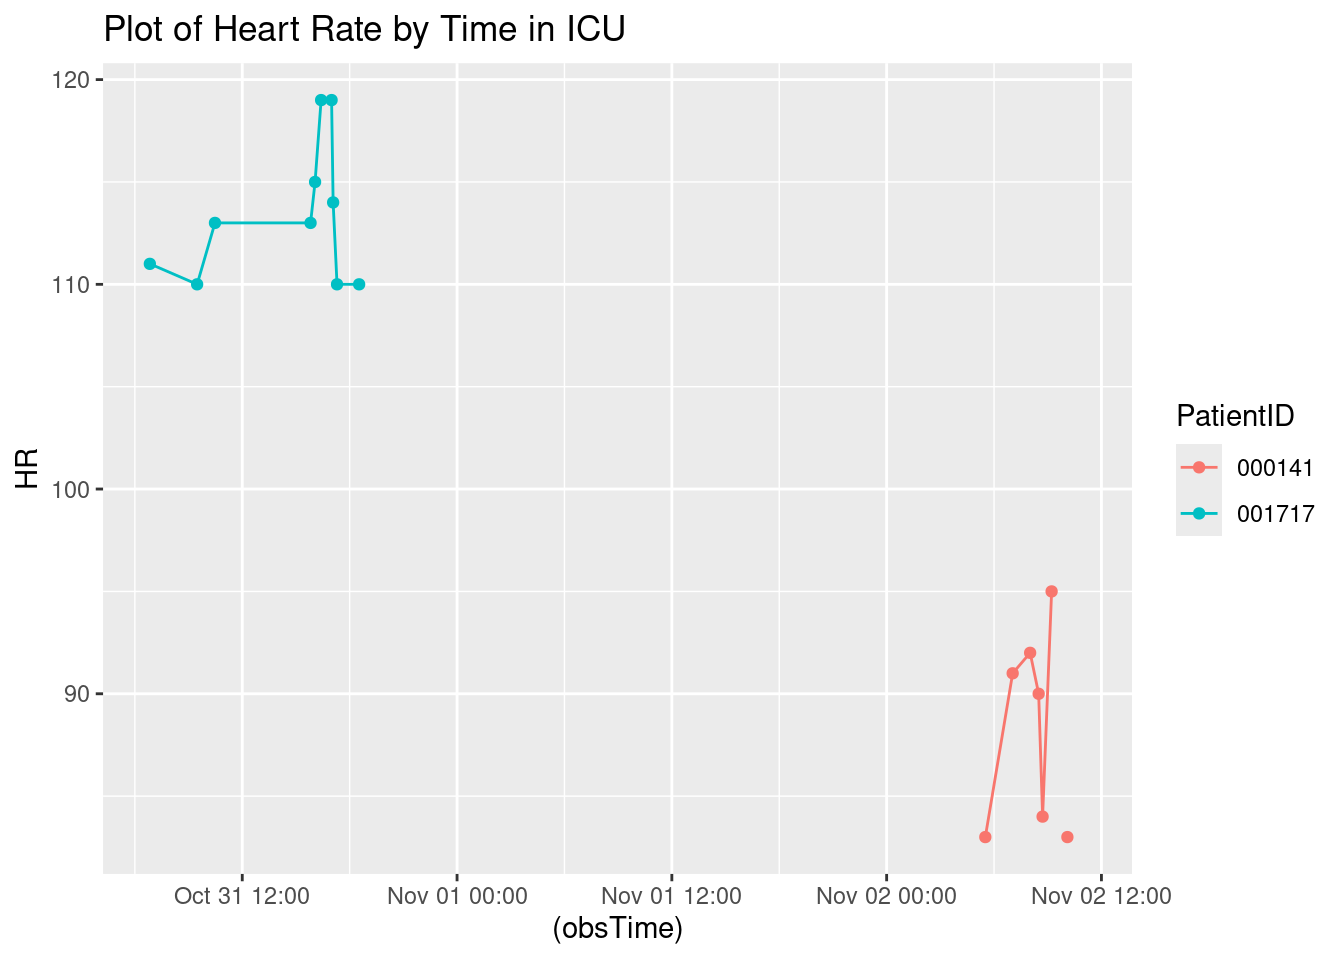 Plot of Heart Rate by Time in ICU
120
110
100
90
HR
Oct 31 12:00 Nov 01 00:00 Nov 01 12:00 Nov 02 00:00 Nov 02 12:00
(obsTime)
PatientID
000141
001717